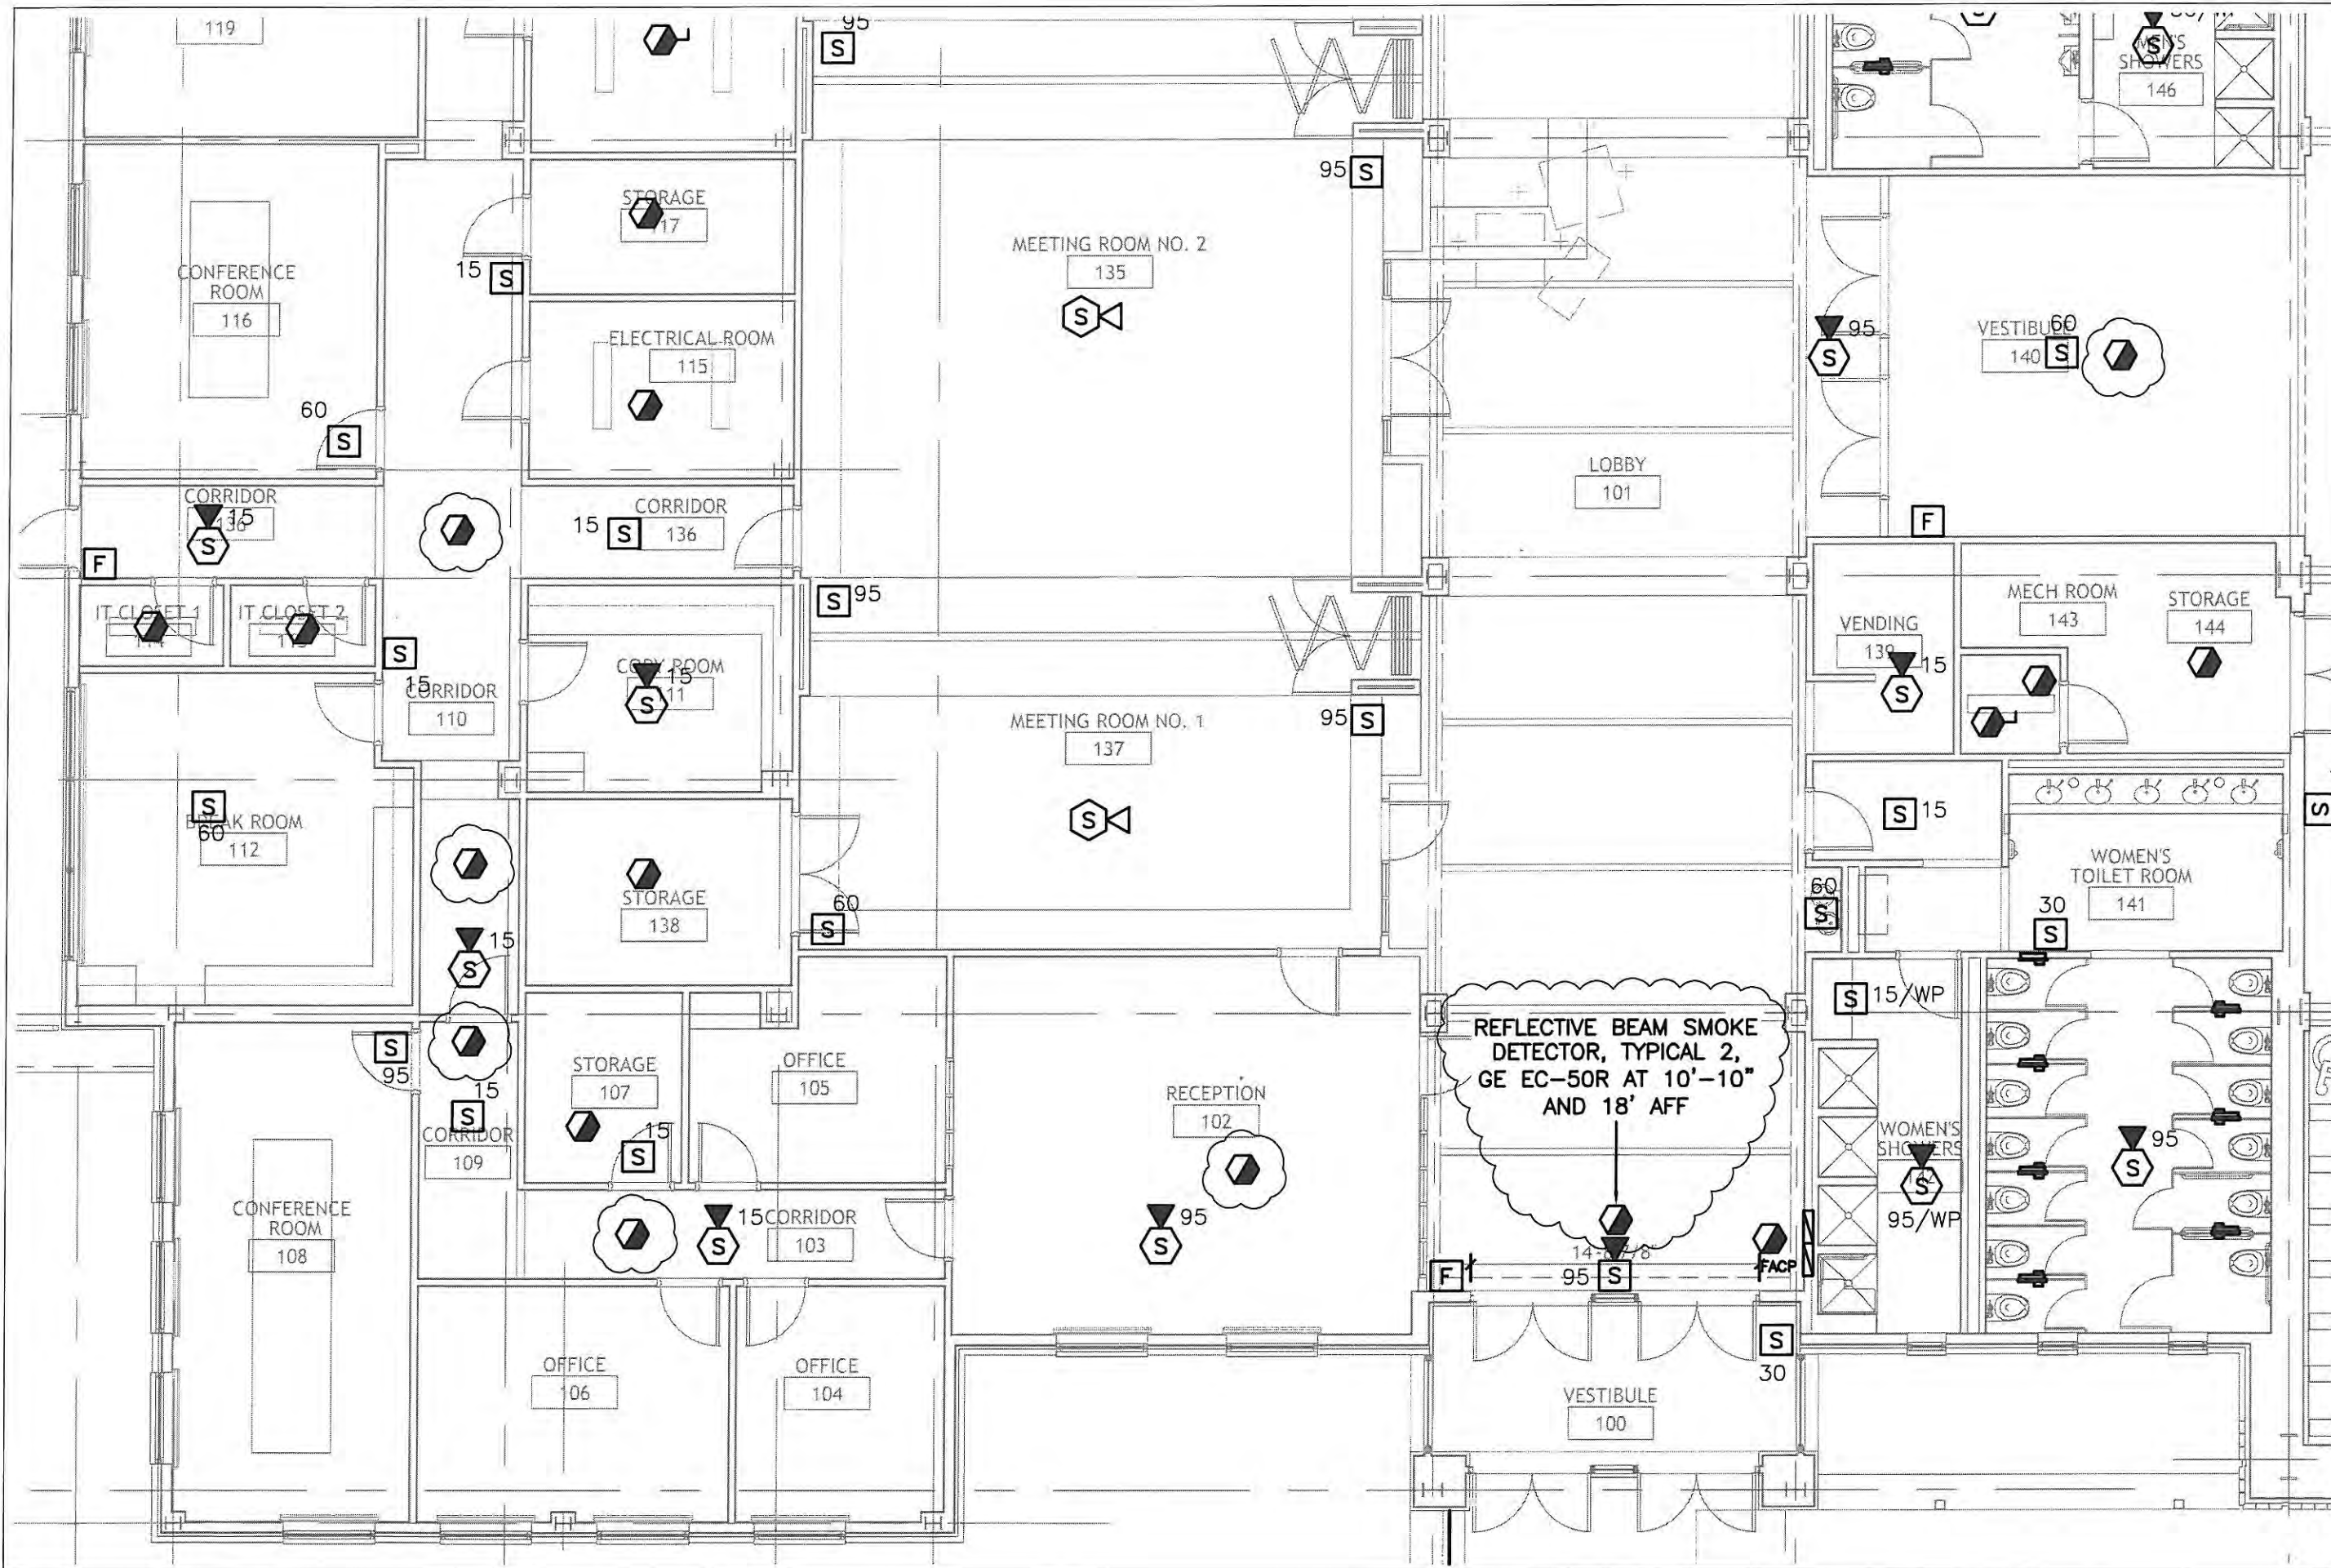 119
95
S
S
S
MEN'S
SHOWERS
146
CONFERENCE
ROOM
116
60
S
STORAGE
117
15 S
ELECTRICAL ROOM
115
95 S
MEETING ROOM NO. 2
135
S
LOBBY
101
95
S
VESTIBULE
60
140 S
F
CORRIDOR
136
15
S
F
15 S CORRIDOR
136
IT CLOSET 1
114
IT CLOSET 2
S
15
CORRIDOR
110
COPY ROOM
15
111
S
S 95
MEETING ROOM NO. 1
137
95 S
S
VENDING
139
15
S
MECH ROOM
143
STORAGE
144
S
BREAK ROOM
60
112
15
S
STORAGE
138
60
S
S 15
S
60
S
WOMEN'S
TOILET ROOM
141
30
S
S 15/WP
S
95
CONFERENCE
ROOM
108
15
S
CORRIDOR
109
STORAGE
107
15
S
OFFICE
105
15
S
CORRIDOR
103
RECEPTION
102
95
S
REFLECTIVE BEAM SMOKE
DETECTOR, TYPICAL 2,
GE EC-50R AT 10'-10"
AND 18' AFF
F
95 S
FACP
WOMEN'S
SHOWERS
S
95/WP
95
S
OFFICE
106
OFFICE
104
S
30
VESTIBULE
100